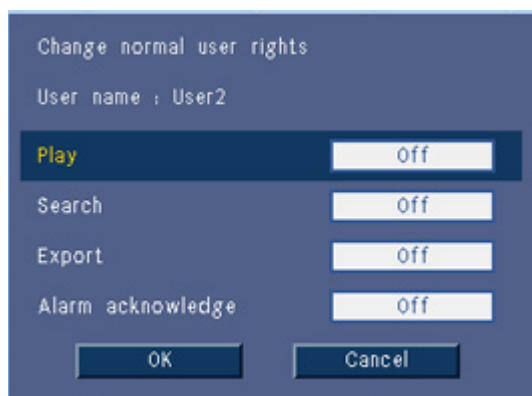 Change normal user rights
User name : User2
Play Off
Search Off
Export Off
Alarm acknowledge Off
OK Cancel